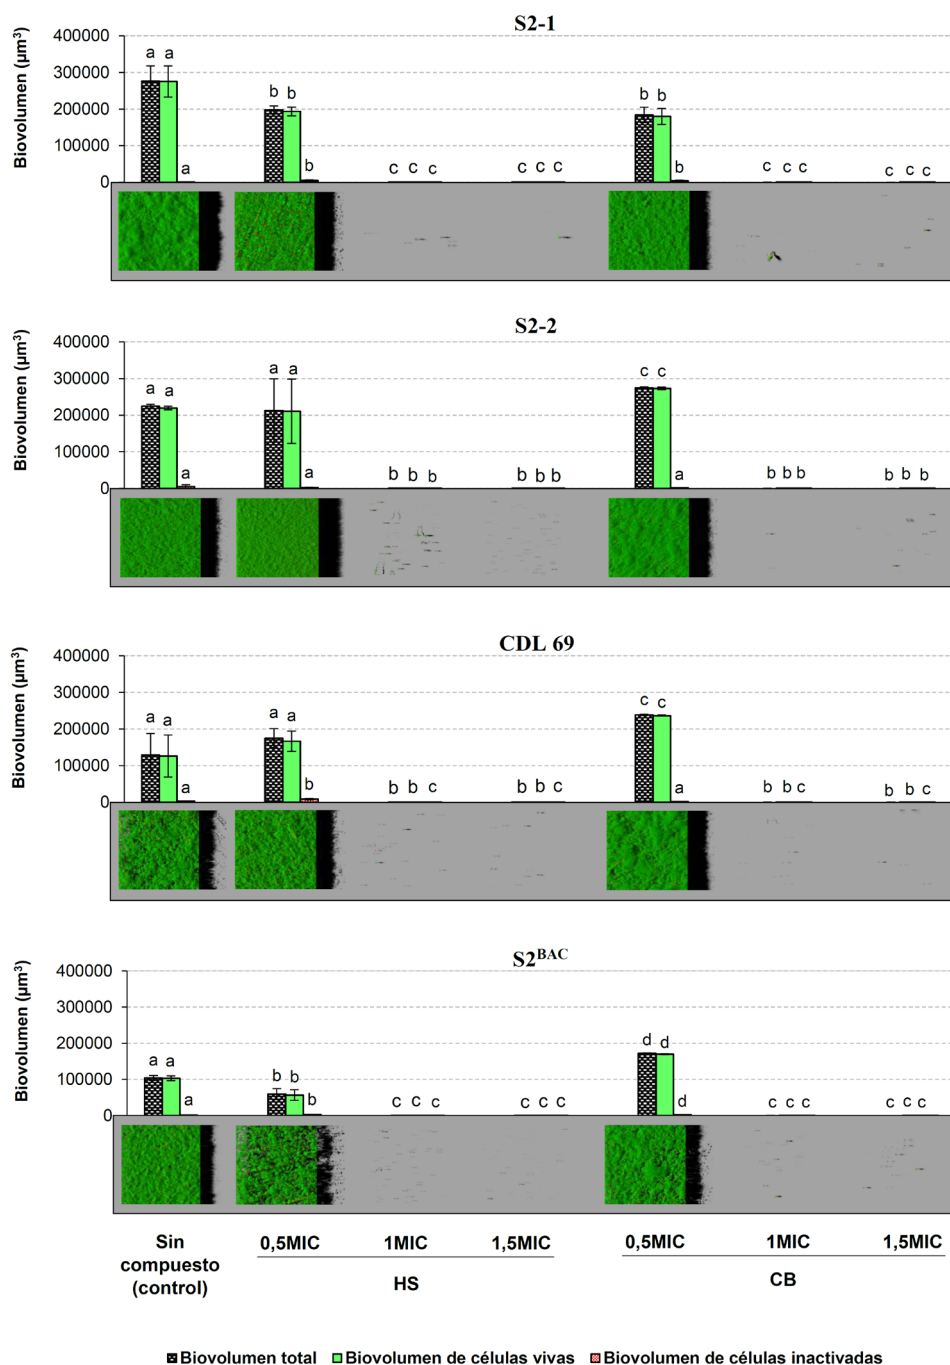 S2-1
Biovolumen (µm³)
400000
300000
200000
100000
0
a a a
b b b
c c c
c c c
b b b
c c c
c c c
S2-2
Biovolumen (µm³)
400000
300000
200000
100000
0
a a a
a a a
b b b
b b b
c c a
b b b
b b b
CDL 69
Biovolumen (µm³)
400000
300000
200000
100000
0
a a a
a a b
b b c
b b c
c c a
b b c
b b c
S2ᴮᴬᶜ
Biovolumen (µm³)
400000
300000
200000
100000
0
a a a
b b b
c c c
c c c
d d d
c c c
c c c
Sin
compuesto
(control)
0,5MIC 1MIC 1,5MIC
HS
0,5MIC 1MIC 1,5MIC
CB
Biovolumen total Biovolumen de células vivas Biovolumen de células inactivadas